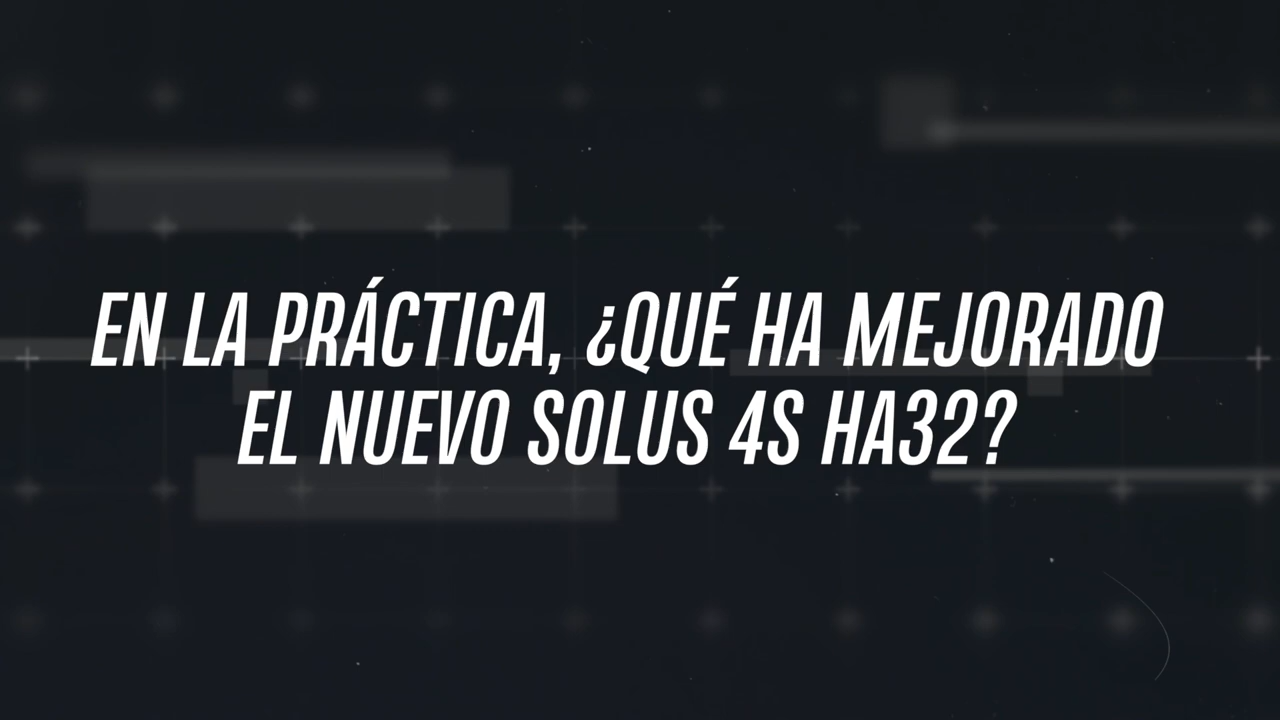 EN LA PRÁCTICA, ¿QUÉ HA MEJORADO
EL NUEVO SOLUS 4S HA32?